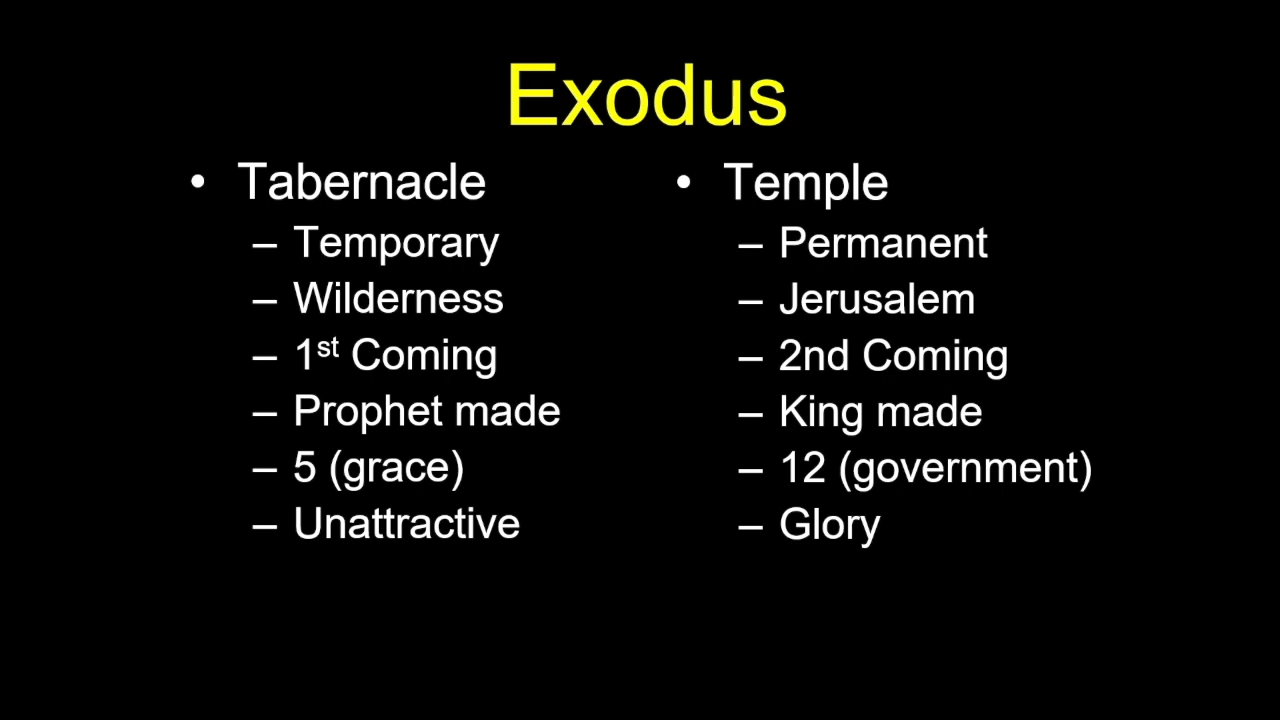 Exodus
• Tabernacle
– Temporary
– Wilderness
– 1st Coming
– Prophet made
– 5 (grace)
– Unattractive
• Temple
– Permanent
– Jerusalem
– 2nd Coming
– King made
– 12 (government)
– Glory